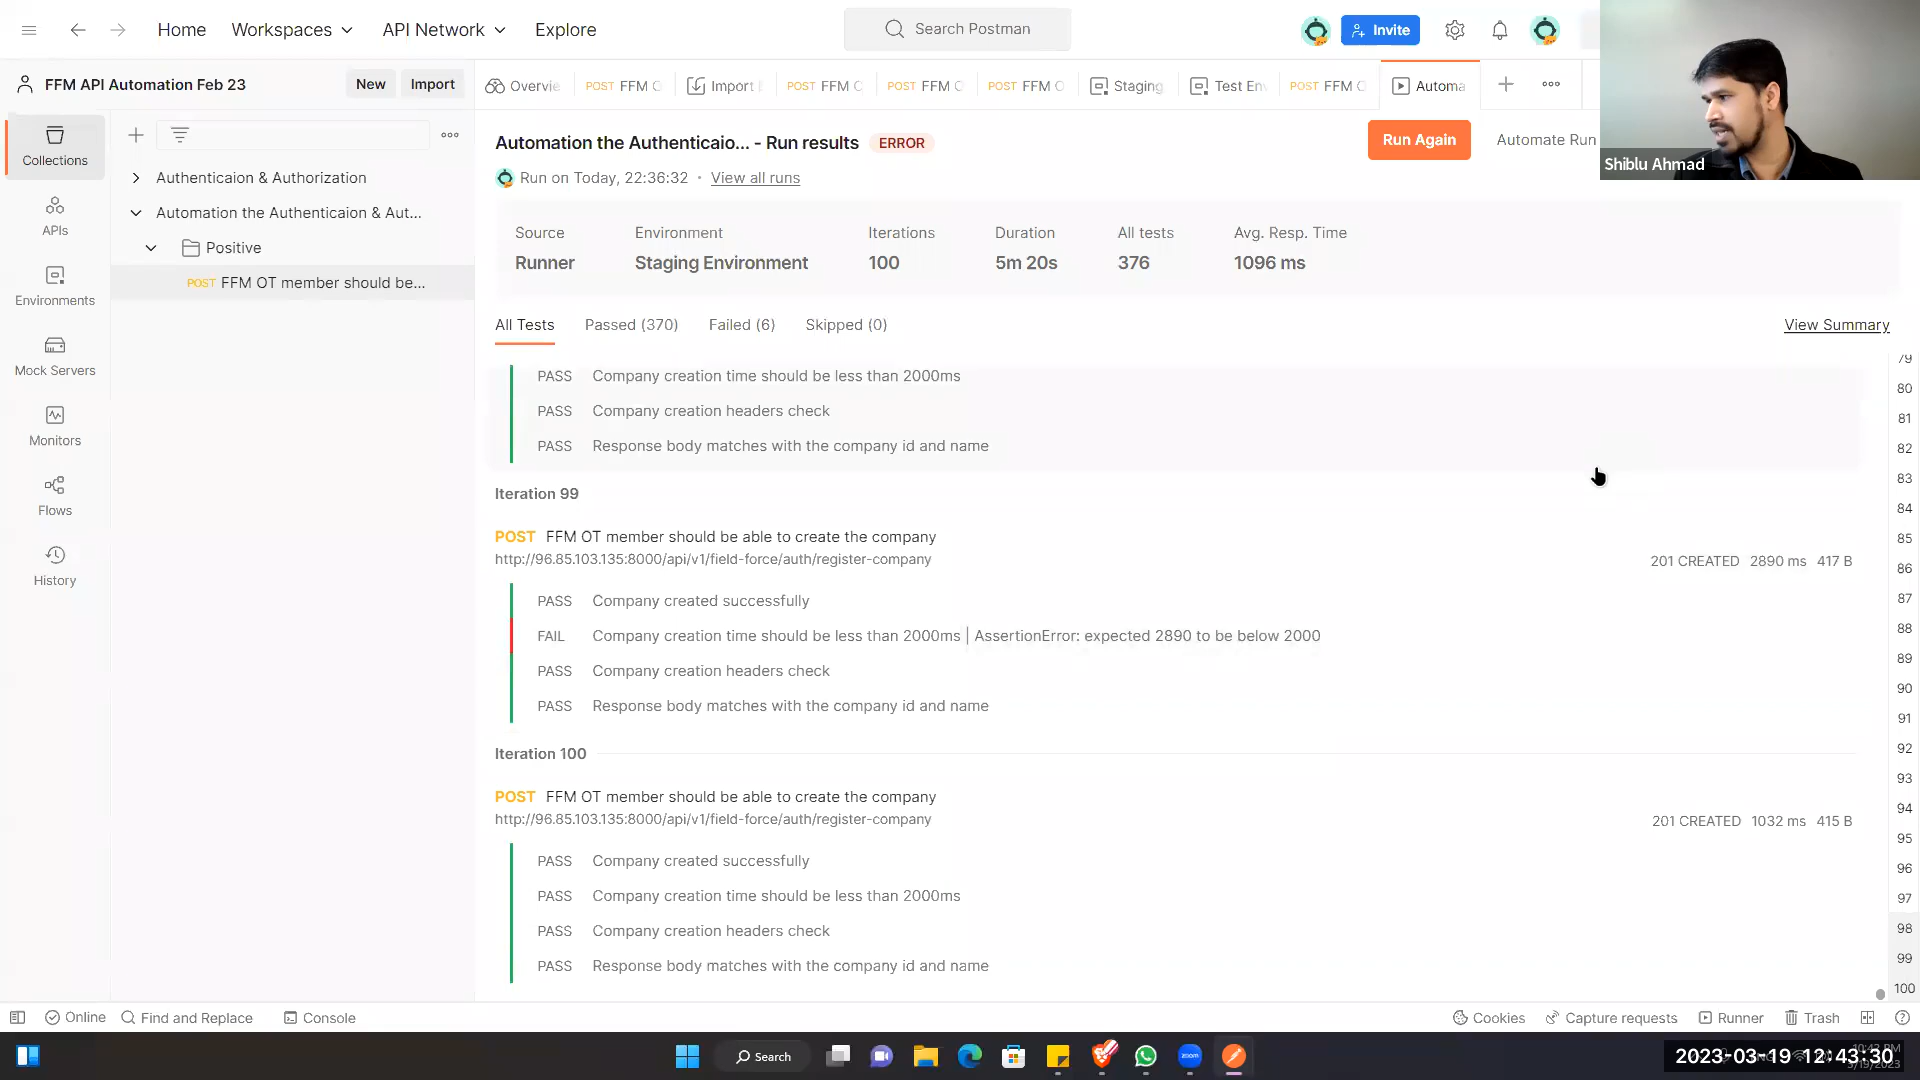 Home
Workspaces
API Network
Explore
Search Postman
Invite
FFM API Automation Feb 23
New
Import
Overvie
POST FFM O
Import
POST FFM O
POST FFM O
POST FFM O
Staging
Test En
POST FFM O
Automa
Shiblu Ahmad
Collections
APIs
Environments
Mock Servers
Monitors
Flows
History
Authenticaion & Authorization
Automation the Authenticaion & Aut...
Positive
POST FFM OT member should be...
Automation the Authenticaio... - Run results
ERROR
Run Again
Automate Run
Run on Today, 22:36:32 · View all runs
Source
Environment
Iterations
Duration
All tests
Avg. Resp. Time
Runner
Staging Environment
100
5m 20s
376
1096 ms
All Tests
Passed (370)
Failed (6)
Skipped (0)
View Summary
PASS Company creation time should be less than 2000ms
PASS Company creation headers check
PASS Response body matches with the company id and name
Iteration 99
POST FFM OT member should be able to create the company
http://96.85.103.135:8000/api/v1/field-force/auth/register-company
201 CREATED 2890 ms 417 B
PASS Company created successfully
FAIL Company creation time should be less than 2000ms | AssertionError: expected 2890 to be below 2000
PASS Company creation headers check
PASS Response body matches with the company id and name
Iteration 100
POST FFM OT member should be able to create the company
http://96.85.103.135:8000/api/v1/field-force/auth/register-company
201 CREATED 1032 ms 415 B
PASS Company created successfully
PASS Company creation time should be less than 2000ms
PASS Company creation headers check
PASS Response body matches with the company id and name
79
80
81
82
83
84
85
86
87
88
89
90
91
92
93
94
95
96
97
98
99
100
Online
Find and Replace
Console
Cookies
Capture requests
Runner
Trash
Search
zoom
2023-03-19 12:43:30